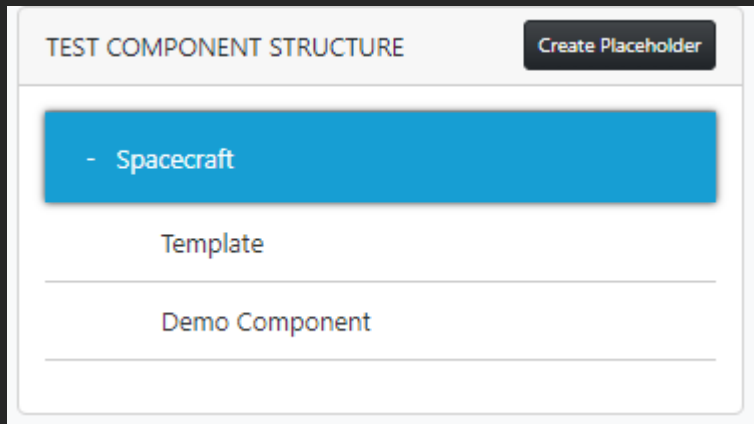 TEST COMPONENT STRUCTURE Create Placeholder
- Spacecraft
Template
Demo Component